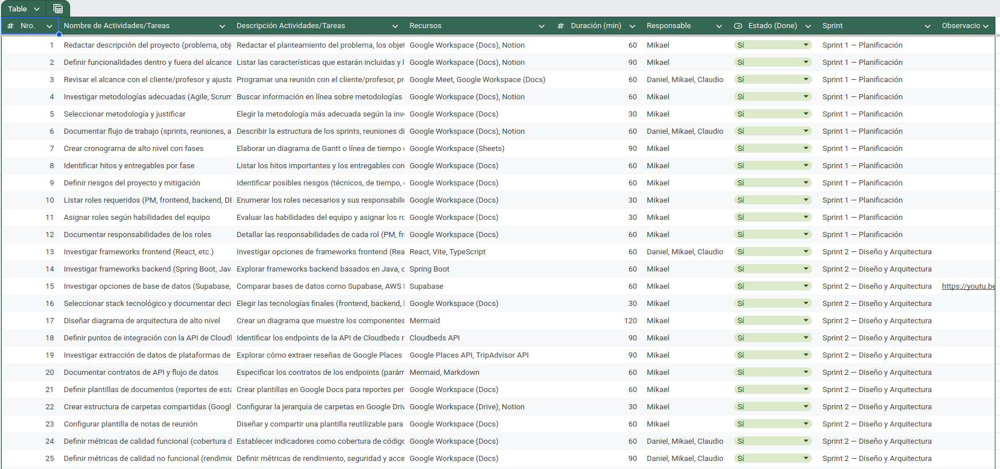 Table
# Nro. Nombre de Actividades/Tareas Descripción Actividades/Tareas Recursos # Duración (min) Responsable Estado (Done) Sprint Observacio
1 Redactar descripción del proyecto (problema, obj Redactar el planteamiento del problema, los objet Google Workspace (Docs), Notion 60 Mikael Sí Sprint 1 — Planificación
2 Definir funcionalidades dentro y fuera del alcance Listar las características que estarán incluidas y l Google Workspace (Docs), Notion 90 Mikael Sí Sprint 1 — Planificación
3 Revisar el alcance con el cliente/profesor y ajusta Programar una reunión con el cliente/profesor, pr Google Meet, Google Workspace (Docs) 60 Daniel, Mikael, Claudio Sí Sprint 1 — Planificación
4 Investigar metodologías adecuadas (Agile, Scrum Buscar información en línea sobre metodologías Google Workspace (Docs), Notion 60 Mikael Sí Sprint 1 — Planificación
5 Seleccionar metodología y justificar Elegir la metodología más adecuada según la inv Google Workspace (Docs) 30 Mikael Sí Sprint 1 — Planificación
6 Documentar flujo de trabajo (sprints, reuniones, a Describir la estructura de los sprints, reuniones di Google Workspace (Docs), Notion 60 Daniel, Mikael, Claudio Sí Sprint 1 — Planificación
7 Crear cronograma de alto nivel con fases Elaborar un diagrama de Gantt o línea de tiempo Google Workspace (Sheets) 90 Mikael Sí Sprint 1 — Planificación
8 Identificar hitos y entregables por fase Listar los hitos importantes y los entregables con Google Workspace (Docs) 60 Mikael Sí Sprint 1 — Planificación
9 Definir riesgos del proyecto y mitigación Identificar posibles riesgos (técnicos, de tiempo, Google Workspace (Docs) 60 Mikael Sí Sprint 1 — Planificación
10 Listar roles requeridos (PM, frontend, backend, DB Enumerar los roles necesarios y sus responsabilic Google Workspace (Docs) 30 Mikael Sí Sprint 1 — Planificación
11 Asignar roles según habilidades del equipo Evaluar las habilidades del equipo y asignar los ro Google Workspace (Docs) 30 Mikael Sí Sprint 1 — Planificación
12 Documentar responsabilidades de los roles Detallar las responsabilidades de cada rol (PM, fr Google Workspace (Docs) 60 Mikael Sí Sprint 1 — Planificación
13 Investigar frameworks frontend (React, etc.) Investigar opciones de frameworks frontend (Rea React, Vite, TypeScript 60 Daniel, Mikael, Claudio Sí Sprint 2 — Diseño y Arquitectura
14 Investigar frameworks backend (Spring Boot, Jav Explorar frameworks backend basados en Java, c Spring Boot 60 Mikael Sí Sprint 2 — Diseño y Arquitectura
15 Investigar opciones de base de datos (Supabase, Comparar bases de datos como Supabase, AWS Supabase 60 Mikael Sí Sprint 2 — Diseño y Arquitectura https://youtu.be
16 Seleccionar stack tecnológico y documentar deci Elegir las tecnologías finales (frontend, backend, Google Workspace (Docs) 30 Mikael Sí Sprint 2 — Diseño y Arquitectura
17 Diseñar diagrama de arquitectura de alto nivel Crear un diagrama que muestre los componentes Mermaid 120 Mikael Sí Sprint 2 — Diseño y Arquitectura
18 Definir puntos de integración con la API de Cloudl Identificar los endpoints de la API de Cloudbeds Cloudbeds API 90 Mikael Sí Sprint 2 — Diseño y Arquitectura
19 Investigar extracción de datos de plataformas de Explorar cómo extraer reseñas de Google Places Google Places API, TripAdvisor API 90 Mikael Sí Sprint 2 — Diseño y Arquitectura
20 Documentar contratos de API y flujo de datos Especificar los contratos de los endpoints (parám Mermaid, Markdown 60 Mikael Sí Sprint 2 — Diseño y Arquitectura
21 Definir plantillas de documentos (reportes de esta Crear plantillas en Google Docs para reportes per Google Workspace (Docs) 60 Mikael Sí Sprint 2 — Diseño y Arquitectura
22 Crear estructura de carpetas compartidas (Googl Configurar la jerarquía de carpetas en Google Driv Google Workspace (Drive), Notion 30 Mikael Sí Sprint 2 — Diseño y Arquitectura
23 Configurar plantilla de notas de reunión Diseñar y compartir una plantilla reutilizable para Google Workspace (Docs) 60 Mikael Sí Sprint 2 — Diseño y Arquitectura
24 Definir métricas de calidad funcional (cobertura d Establecer indicadores como cobertura de código Google Workspace (Docs) 60 Daniel, Mikael, Claudio Sí Sprint 2 — Diseño y Arquitectura
25 Definir métricas de calidad no funcional (rendimie Definir métricas de rendimiento, seguridad y acce Google Workspace (Docs) 90 Daniel, Mikael, Claudio Sí Sprint 2 — Diseño y Arquitectura